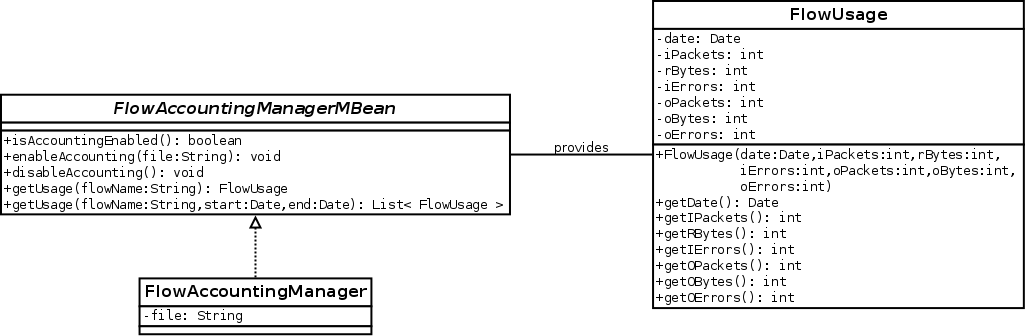 FlowAccountingManagerMBean
+isAccountingEnabled(): boolean
+enableAccounting(file:String): void
+disableAccounting(): void
+getUsage(flowName:String): FlowUsage
+getUsage(flowName:String,start:Date,end:Date): List< FlowUsage >
provides
FlowUsage
-date: Date
-iPackets: int
-rBytes: int
-iErrors: int
-oPackets: int
-oBytes: int
-oErrors: int
+FlowUsage(date:Date,iPackets:int,rBytes:int,
iErrors:int,oPackets:int,oBytes:int,
oErrors:int)
+getDate(): Date
+getIPackets(): int
+getRBytes(): int
+getIErrors(): int
+getOPackets(): int
+getOBytes(): int
+getOErrors(): int
FlowAccountingManager
-file: String